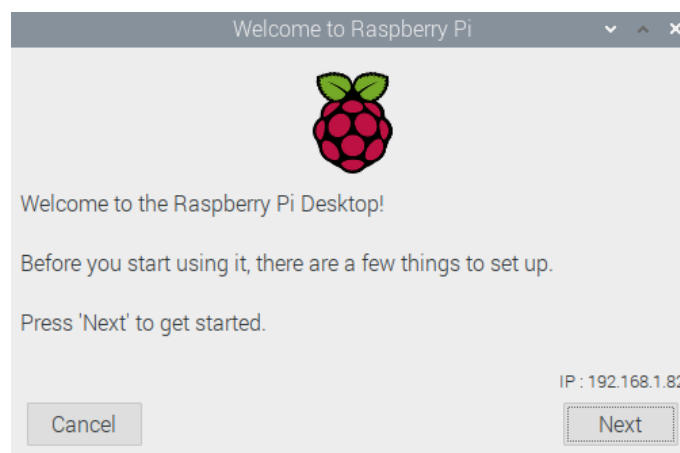 Welcome to Raspberry Pi
Welcome to the Raspberry Pi Desktop!
Before you start using it, there are a few things to set up.
Press 'Next' to get started.
IP : 192.168.1.82
Cancel
Next